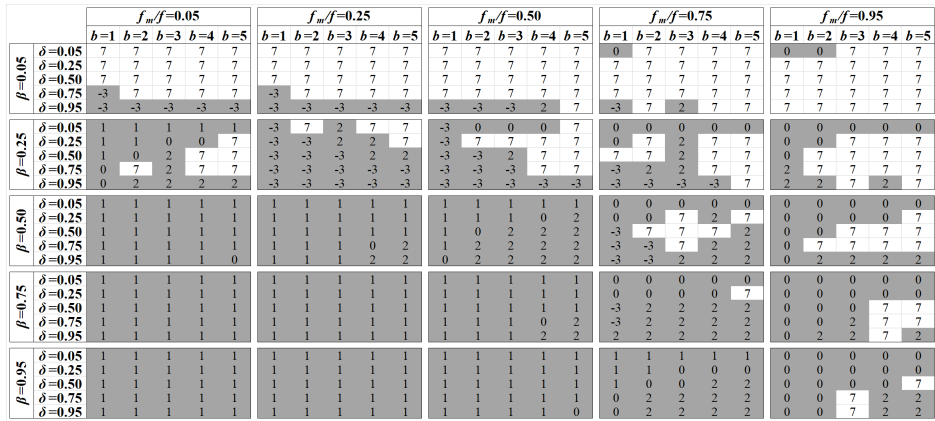 f_m/f=0.05 f_m/f=0.25 f_m/f=0.50 f_m/f=0.75 f_m/f=0.95
b=1 b=2 b=3 b=4 b=5 b=1 b=2 b=3 b=4 b=5 b=1 b=2 b=3 b=4 b=5 b=1 b=2 b=3 b=4 b=5 b=1 b=2 b=3 b=4 b=5
β=0.05
δ=0.05 7 7 7 7 7 7 7 7 7 7 7 7 7 7 7 0 7 7 7 7 0 0 7 7 7
δ=0.25 7 7 7 7 7 7 7 7 7 7 7 7 7 7 7 7 7 7 7 7 7 7 7 7 7
δ=0.50 7 7 7 7 7 7 7 7 7 7 7 7 7 7 7 7 7 7 7 7 7 7 7 7 7
δ=0.75 -3 7 7 7 7 -3 7 7 7 7 7 7 7 7 7 7 7 7 7 7 7 7 7 7 7
δ=0.95 -3 -3 -3 -3 -3 -3 -3 -3 -3 -3 -3 -3 -3 2 7 -3 7 2 7 7 7 7 7 7 7
β=0.25
δ=0.05 1 1 1 1 1 -3 7 2 7 7 -3 0 0 0 7 0 0 0 0 0 0 0 0 0 0
δ=0.25 1 1 0 0 7 -3 -3 2 2 7 -3 7 7 7 7 0 7 2 7 7 0 0 7 7 7
δ=0.50 1 0 2 7 7 -3 -3 -3 2 2 -3 -3 2 7 7 7 7 2 7 7 0 7 7 7 7
δ=0.75 0 7 2 7 7 -3 -3 -3 -3 -3 -3 -3 -3 7 7 -3 2 2 7 7 2 7 7 7 7
δ=0.95 0 2 2 2 2 -3 -3 -3 -3 -3 -3 -3 -3 -3 -3 -3 -3 -3 -3 7 2 2 7 2 7
β=0.50
δ=0.05 1 1 1 1 1 1 1 1 1 1 1 1 1 1 1 0 0 0 0 0 0 0 0 0 0
δ=0.25 1 1 1 1 1 1 1 1 1 1 1 1 1 0 2 0 0 7 2 7 0 0 0 0 7
δ=0.50 1 1 1 1 1 1 1 1 1 1 1 0 2 2 2 -3 7 7 7 2 0 0 7 7 7
δ=0.75 1 1 1 1 1 1 1 1 0 2 1 2 2 2 2 -3 -3 7 2 2 0 7 7 7 7
δ=0.95 1 1 1 1 0 1 1 1 2 2 0 2 2 2 2 -3 -3 2 2 2 0 2 2 2 2
β=0.75
δ=0.05 1 1 1 1 1 1 1 1 1 1 1 1 1 1 1 0 0 0 0 0 0 0 0 0 0
δ=0.25 1 1 1 1 1 1 1 1 1 1 1 1 1 1 1 0 0 0 0 7 0 0 0 0 0
δ=0.50 1 1 1 1 1 1 1 1 1 1 1 1 1 1 1 -3 2 2 2 2 0 0 0 7 7
δ=0.75 1 1 1 1 1 1 1 1 1 1 1 1 1 0 2 -3 2 2 2 2 0 0 2 7 7
δ=0.95 1 1 1 1 1 1 1 1 1 1 1 1 1 2 2 2 2 2 2 2 0 2 2 7 2
β=0.95
δ=0.05 1 1 1 1 1 1 1 1 1 1 1 1 1 1 1 1 1 1 1 1 0 0 0 0 0
δ=0.25 1 1 1 1 1 1 1 1 1 1 1 1 1 1 1 1 1 0 0 0 0 0 0 0 0
δ=0.50 1 1 1 1 1 1 1 1 1 1 1 1 1 1 1 1 0 0 2 2 0 0 0 0 7
δ=0.75 1 1 1 1 1 1 1 1 1 1 1 1 1 1 1 0 2 2 2 2 0 0 7 2 2
δ=0.95 1 1 1 1 1 1 1 1 1 1 1 1 1 1 0 0 2 2 2 2 0 0 7 2 2